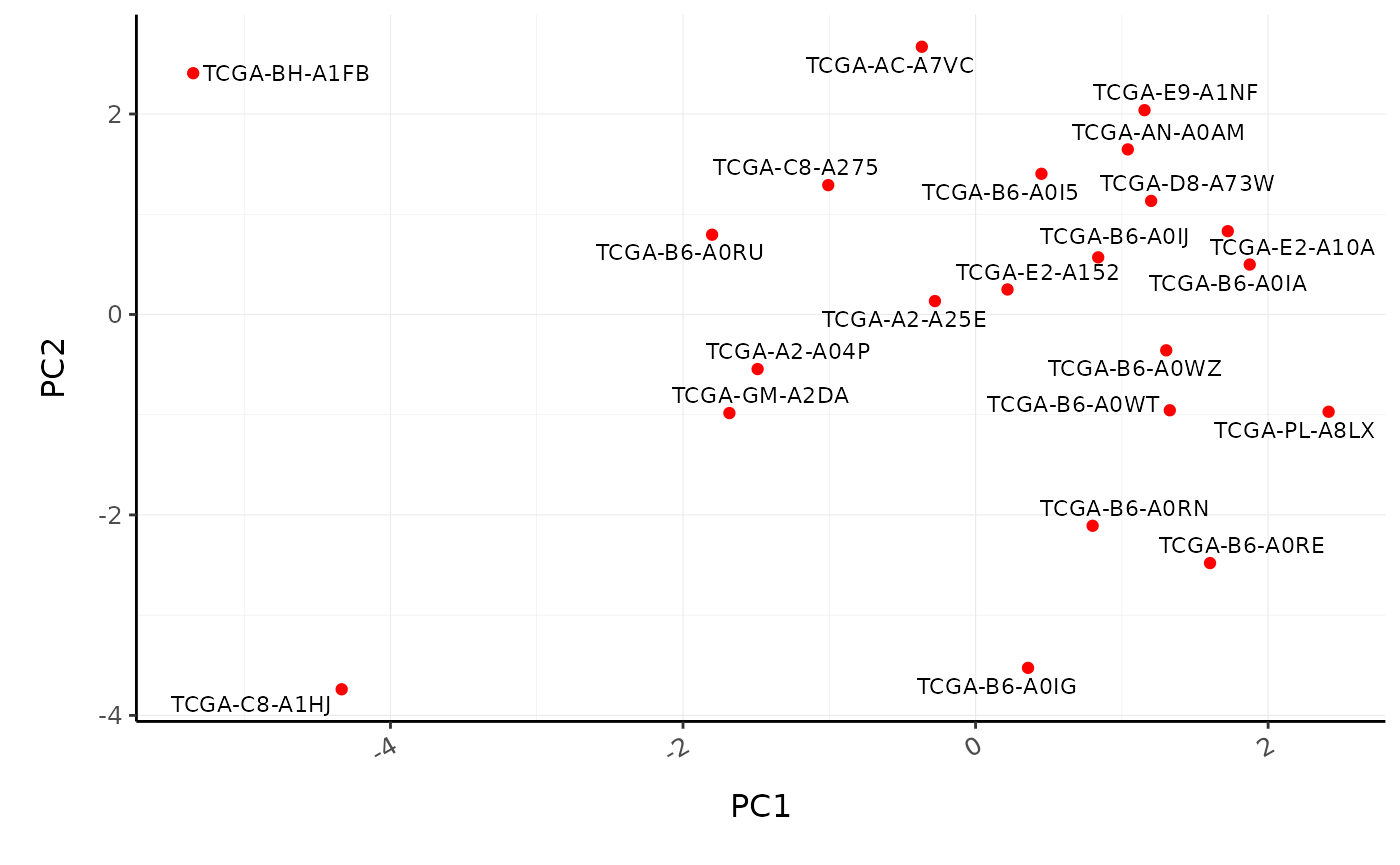 TCGA-AC-A7VC
TCGA-BH-A1FB
TCGA-E9-A1NF
2
TCGA-AN-A0AM
TCGA-C8-A275
TCGA-D8-A73W
TCGA-B6-A0I5
TCGA-B6-A0IJ
TCGA-E2-A10A
TCGA-B6-A0RU
TCGA-E2-A152
TCGA-B6-A0IA
0
TCGA-A2-A25E
TCGA-A2-A04P
TCGA-B6-A0WZ
PC2
TCGA-GM-A2DA
TCGA-B6-A0WT
TCGA-PL-A8LX
TCGA-B6-A0RN
-2
TCGA-B6-A0RE
TCGA-B6-A0IG
TCGA-C8-A1HJ
-4
-4
-2
0
2
PC1